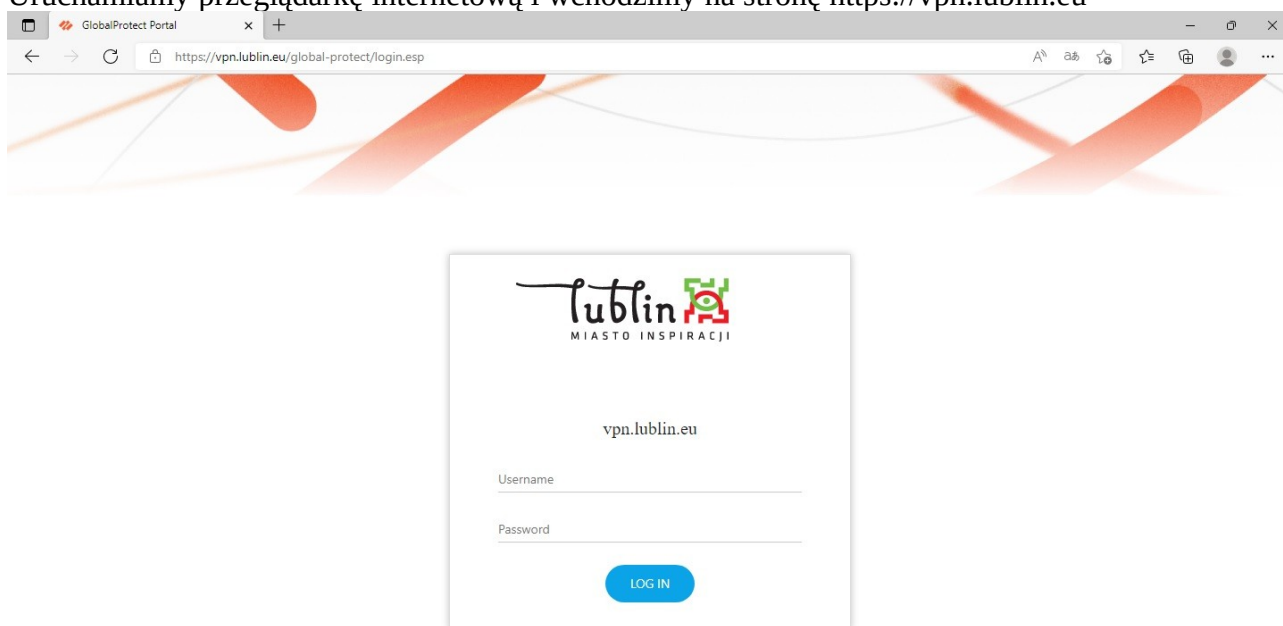 Uruchamiamy przeglądarkę internetową i wchodzimy na stronę https://vpn.lublin.eu
GlobalProtect Portal
https://vpn.lublin.eu/global-protect/login.esp
lublin
MIASTO INSPIRACJI
vpn.lublin.eu
Username
Password
LOG IN